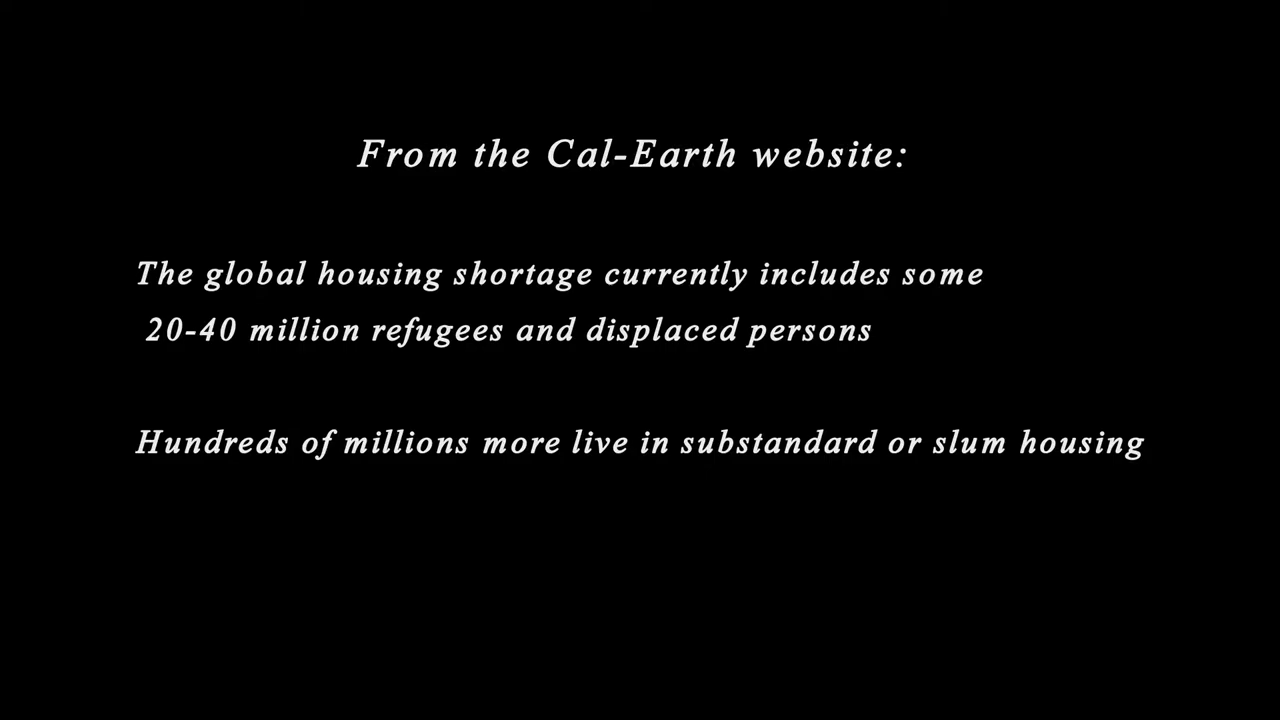 From the Cal-Earth website:
The global housing shortage currently includes some
20-40 million refugees and displaced persons
Hundreds of millions more live in substandard or slum housing